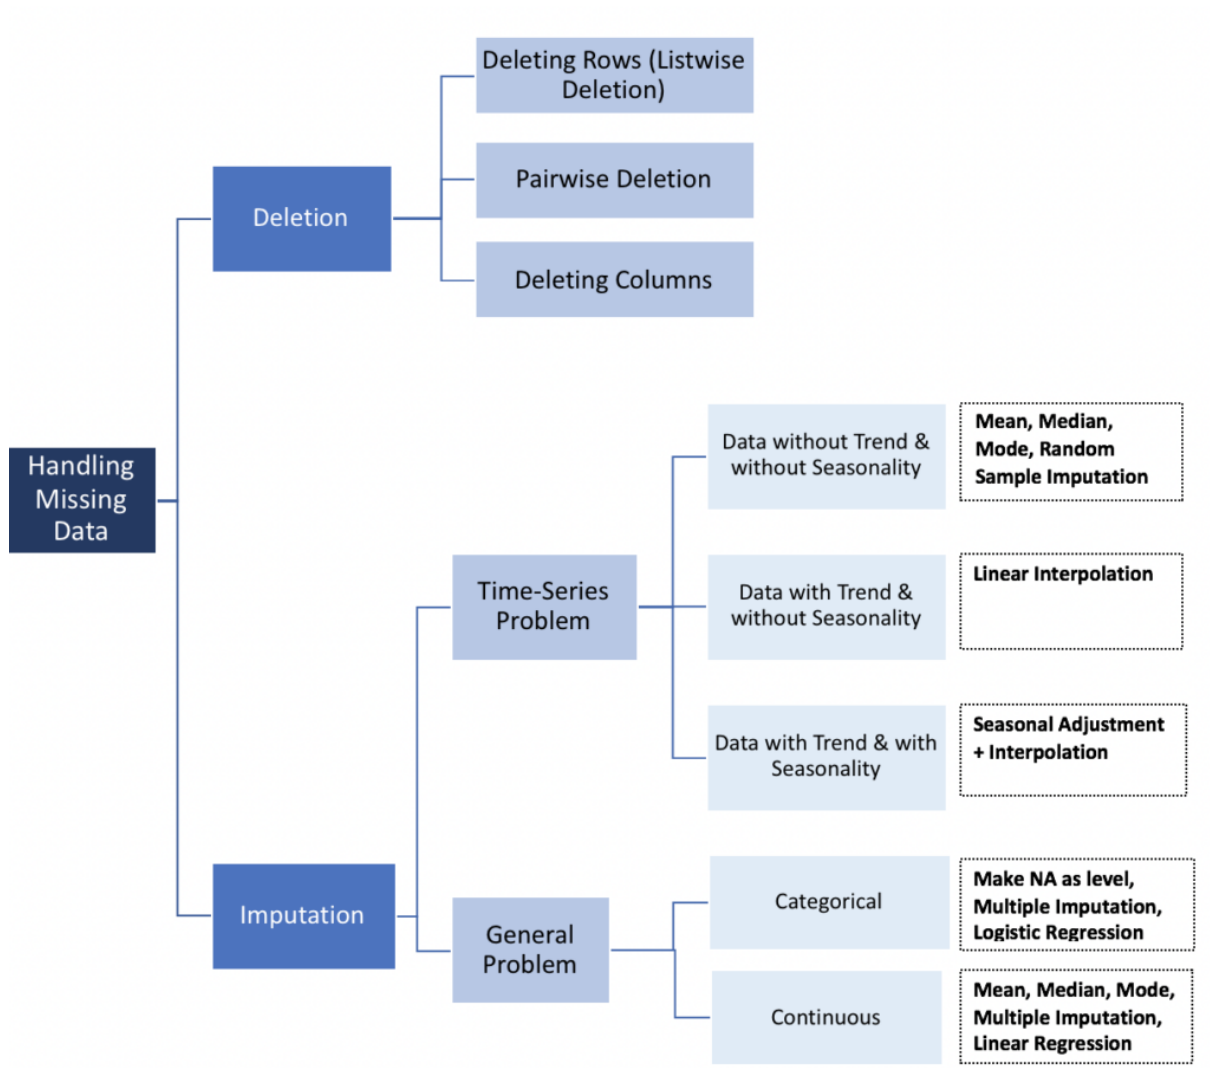 Deleting Rows (Listwise
Deletion)
Pairwise Deletion
Deletion
Deleting Columns
Handling
Missing
Data
Data without Trend &
without Seasonality
Mean, Median,
Mode, Random
Sample Imputation
Time-Series
Problem
Data with Trend &
without Seasonality
Linear Interpolation
Data with Trend & with
Seasonality
Seasonal Adjustment
+ Interpolation
Imputation
General
Problem
Categorical
Make NA as level,
Multiple Imputation,
Logistic Regression
Continuous
Mean, Median, Mode,
Multiple Imputation,
Linear Regression